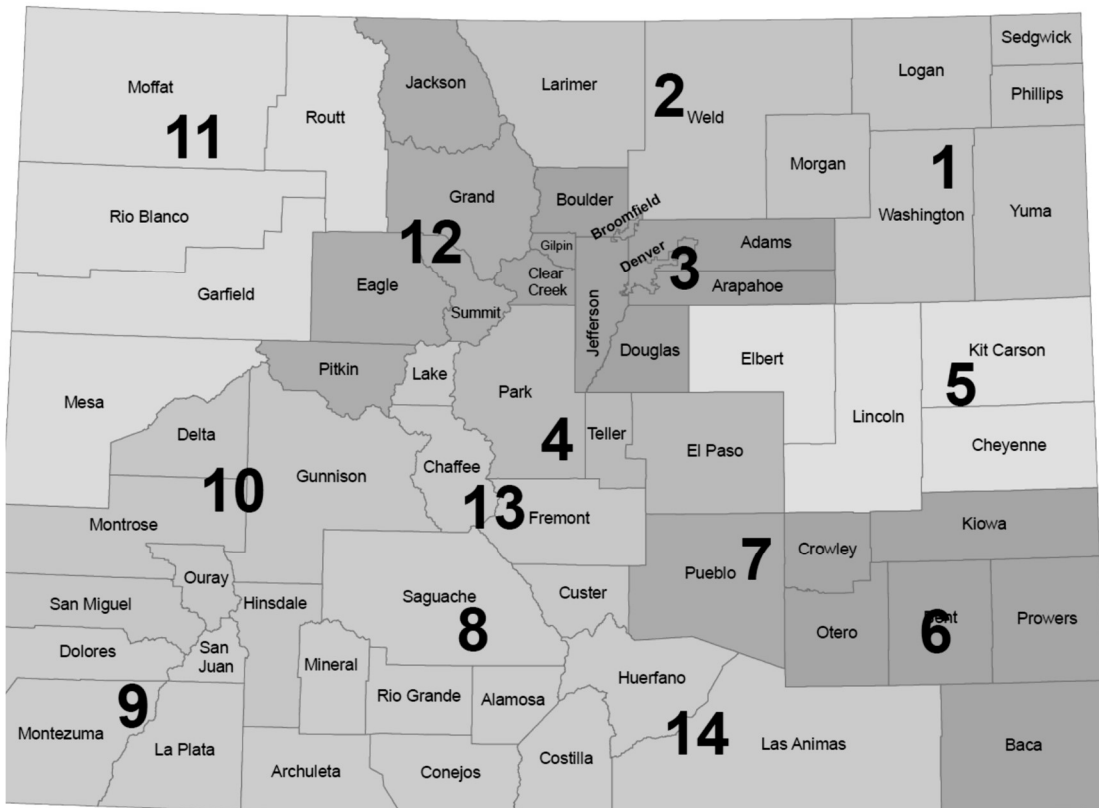 Moffat
11
Routt
Jackson
Larimer
2
Weld
Logan
Sedgwick
Phillips
Morgan
1
Washington
Yuma
Rio Blanco
Grand
Boulder
Broomfield
12
Gilpin
Denver
3
Adams
Arapahoe
Eagle
Clear
Creek
Garfield
Summit
Jefferson
Douglas
Elbert
Kit Carson
5
Pitkin
Lake
Mesa
Park
Lincoln
Delta
4
Teller
El Paso
Cheyenne
10
Gunnison
Chaffee
13
Fremont
Montrose
Kiowa
7
Crowley
Pueblo
Ouray
San Miguel
Hinsdale
Saguache
8
Custer
Otero
6
Prowers
Dolores
San
Juan
Mineral
Rio Grande
Alamosa
Huerfano
9
Montezuma
La Plata
14
Las Animas
Baca
Archuleta
Conejos
Costilla